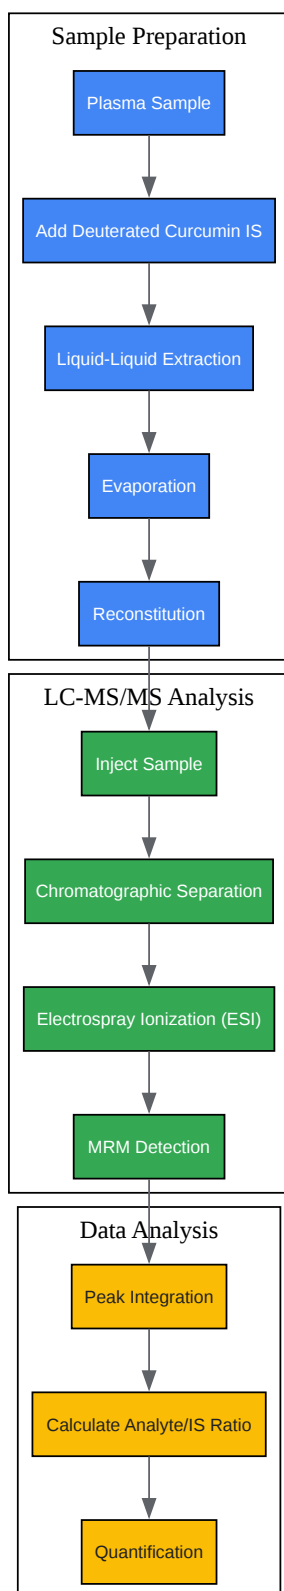 Sample Preparation
Plasma Sample
Add Deuterated Curcumin IS
Liquid-Liquid Extraction
Evaporation
Reconstitution
LC-MS/MS Analysis
Inject Sample
Chromatographic Separation
Electrospray Ionization (ESI)
MRM Detection
Data Analysis
Peak Integration
Calculate Analyte/IS Ratio
Quantification